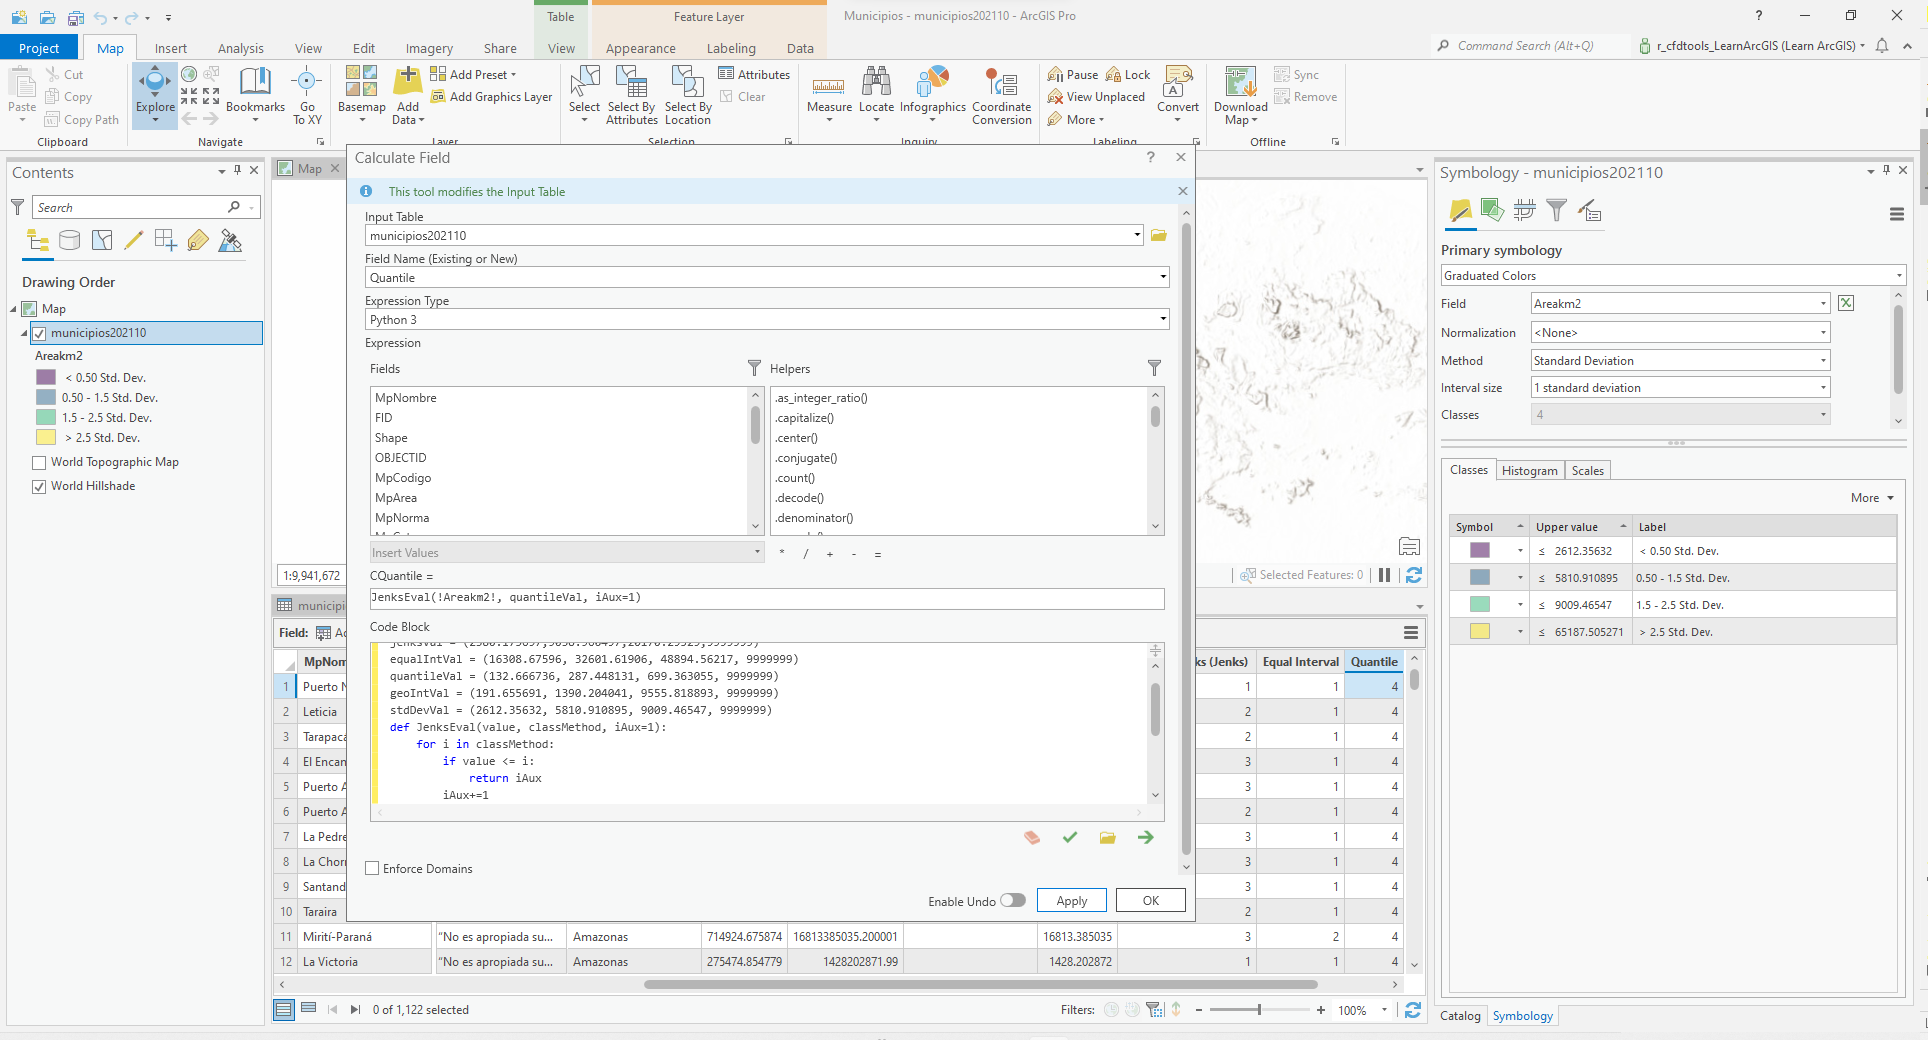 Table
Feature Layer
Municipios - municipios202110 - ArcGIS Pro
Project
Map
Insert
Analysis
View
Edit
Imagery
Share
View
Appearance
Labeling
Data
Command Search (Alt+Q)
r_cfdtools_LearnArcGIS (Learn ArcGIS)
Paste
Cut
Copy
Copy Path
Clipboard
Explore
Bookmarks
Go
To XY
Navigate
Basemap
Add
Data
Add Preset
Add Graphics Layer
Layer
Select
Select By
Attributes
Select By
Location
Attributes
Clear
Selection
Measure
Locate
Infographics
Coordinate
Conversion
Inquiry
Pause
Lock
View Unplaced
More
Convert
Labeling
Download
Map
Sync
Remove
Offline
Contents
Search
Drawing Order
Map
municipios202110
Areakm2
< 0.50 Std. Dev.
0.50 - 1.5 Std. Dev.
1.5 - 2.5 Std. Dev.
> 2.5 Std. Dev.
World Topographic Map
World Hillshade
Map
1:9,941,672
Calculate Field
?
This tool modifies the Input Table
Input Table
municipios202110
Field Name (Existing or New)
Quantile
Expression Type
Python 3
Expression
Fields
Helpers
MpNombre
FID
Shape
OBJECTID
MpCodigo
MpArea
MpNorma
.as_integer_ratio()
.capitalize()
.center()
.conjugate()
.count()
.decode()
.denominator()
Insert Values
* / + - =
CQuantile =
JenksEval(!Areakm2!, quantileVal, iAux=1)
Code Block
equalIntVal = (16308.67596, 32601.61906, 48894.56217, 9999999)
quantileVal = (132.666736, 287.448131, 699.363055, 9999999)
geoIntVal = (191.655691, 1390.204041, 9555.818893, 9999999)
stdDevVal = (2612.35632, 5810.910895, 9009.46547, 9999999)
def JenksEval(value, classMethod, iAux=1):
for i in classMethod:
if value <= i:
return iAux
iAux+=1
Enforce Domains
Enable Undo
Apply
OK
Selected Features: 0
municipi
Field:
MpNom
ks (Jenks)
Equal Interval
Quantile
1 Puerto N 1 1 4
2 Leticia 2 1 4
3 Tarapacá 2 1 4
4 El Encan 3 1 4
5 Puerto A 3 1 4
6 Puerto A 2 1 4
7 La Pedre 3 1 4
8 La Chorr 3 1 4
9 Santand 3 1 4
10 Taraira 2 1 4
11 Mirití-Paraná "No es apropiada su... Amazonas 714924.675874 16813385035.200001 16813.385035 3 2 4
12 La Victoria "No es apropiada su... Amazonas 275474.854779 1428202871.99 1428.202872 1 1 4
0 of 1,122 selected
Filters:
- + 100%
Symbology - municipios202110
Primary symbology
Graduated Colors
Field
Areakm2
Normalization
<None>
Method
Standard Deviation
Interval size
1 standard deviation
Classes
4
Classes
Histogram
Scales
More
Symbol
Upper value
Label
≤ 2612.35632 < 0.50 Std. Dev.
≤ 5810.910895 0.50 - 1.5 Std. Dev.
≤ 9009.46547 1.5 - 2.5 Std. Dev.
≤ 65187.505271 > 2.5 Std. Dev.
Catalog
Symbology